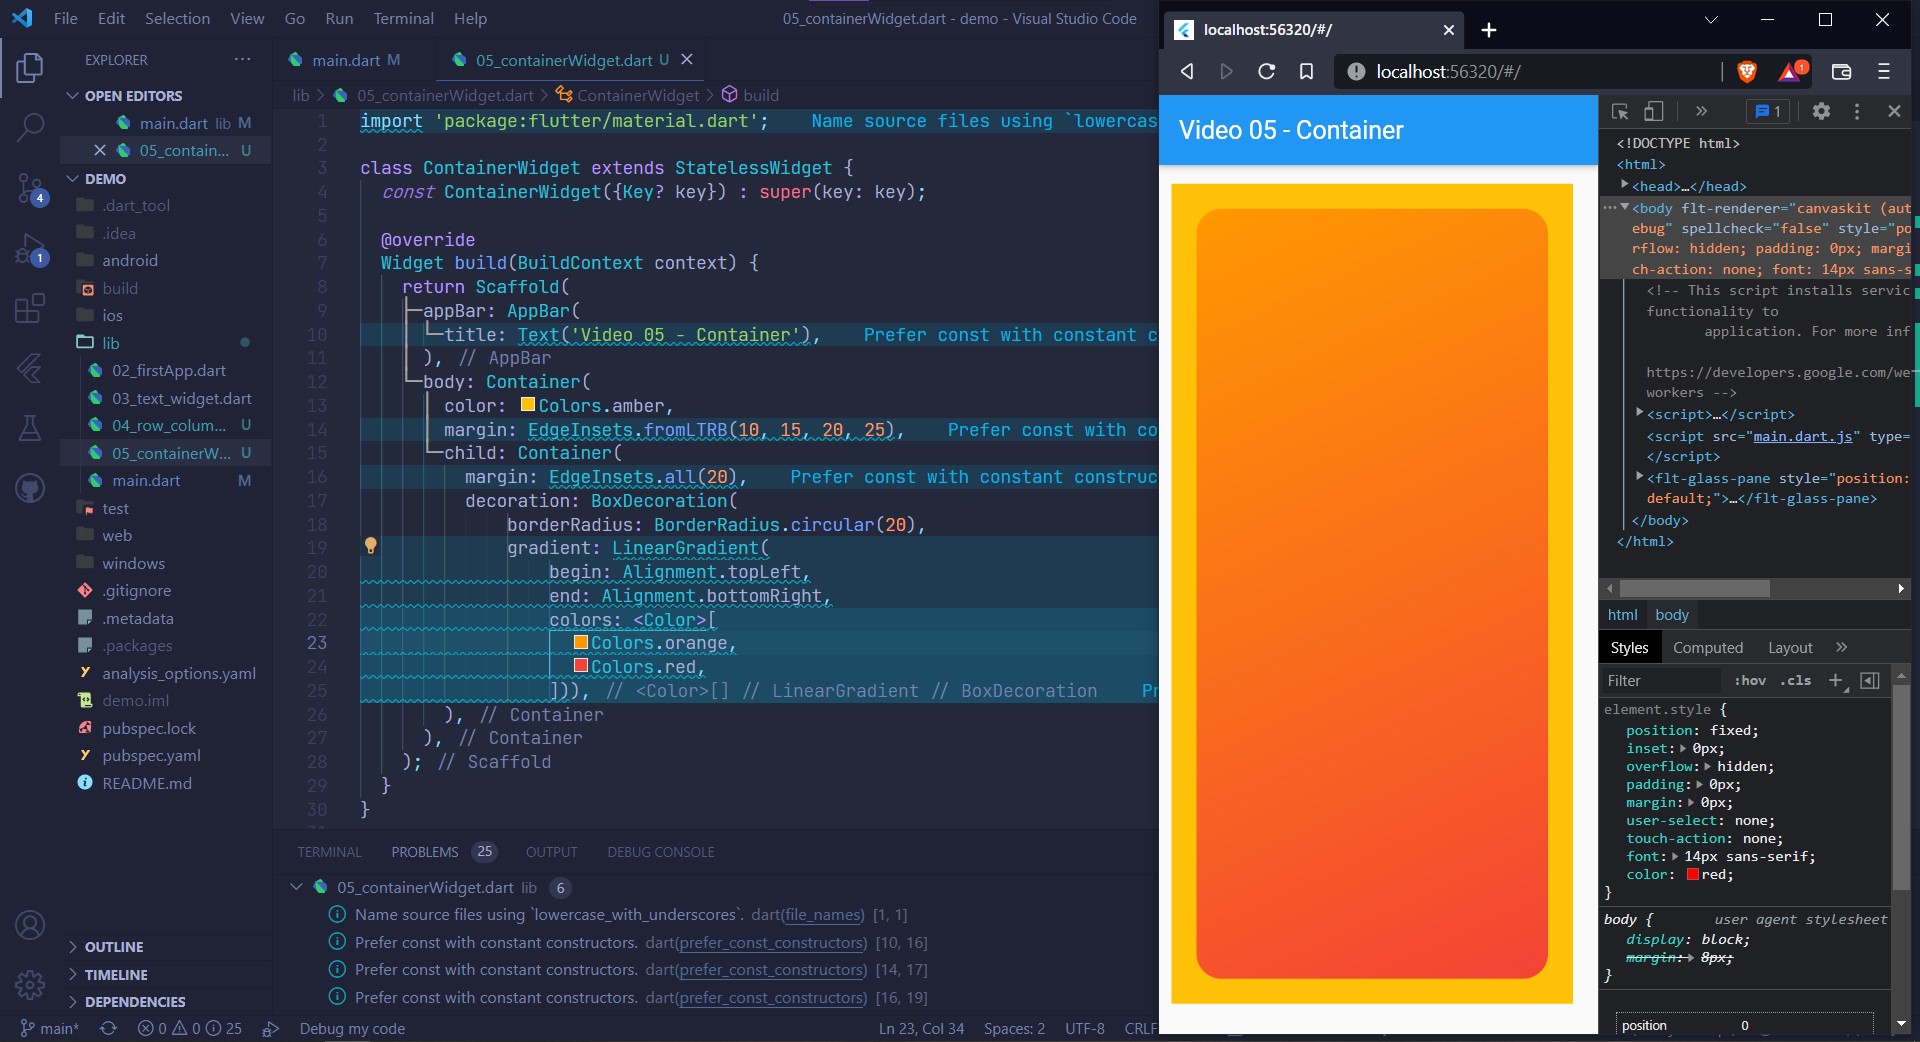 File Edit Selection View Go Run Terminal Help
05_containerWidget.dart - demo - Visual Studio Code
EXPLORER
OPEN EDITORS
main.dart lib M
05_contain... U
DEMO
.dart_tool
.idea
android
build
ios
lib
02_firstApp.dart
03_text_widget.dart
04_row_colum... U
05_containerW... U
main.dart M
test
web
windows
.gitignore
.metadata
.packages
analysis_options.yaml
demo.iml
pubspec.lock
pubspec.yaml
README.md
OUTLINE
TIMELINE
DEPENDENCIES
4
1
main.dart M
05_containerWidget.dart U
lib > 05_containerWidget.dart > ContainerWidget > build
1 import 'package:flutter/material.dart'; Name source files using `lowercas
2
3 class ContainerWidget extends StatelessWidget {
4 const ContainerWidget({Key? key}) : super(key: key);
5
6 @override
7 Widget build(BuildContext context) {
8 return Scaffold(
9 appBar: AppBar(
10 title: Text('Video 05 - Container'), Prefer const with constant c
11 ), // AppBar
12 body: Container(
13 color: Colors.amber,
14 margin: EdgeInsets.fromLTRB(10, 15, 20, 25), Prefer const with co
15 child: Container(
16 margin: EdgeInsets.all(20), Prefer const with constant construc
17 decoration: BoxDecoration(
18 borderRadius: BorderRadius.circular(20),
19 gradient: LinearGradient(
20 begin: Alignment.topLeft,
21 end: Alignment.bottomRight,
22 colors: <Color>[
23 Colors.orange,
24 Colors.red,
25 ])), // <Color>[] // LinearGradient // BoxDecoration Pr
26 ), // Container
27 ), // Container
28 ); // Scaffold
29 }
30 }
TERMINAL PROBLEMS 25 OUTPUT DEBUG CONSOLE
05_containerWidget.dart lib 6
Name source files using `lowercase_with_underscores`. dart(file_names) [1, 1]
Prefer const with constant constructors. dart(prefer_const_constructors) [10, 16]
Prefer const with constant constructors. dart(prefer_const_constructors) [14, 17]
Prefer const with constant constructors. dart(prefer_const_constructors) [16, 19]
main* 0 0 25 Debug my code
Ln 23, Col 34 Spaces: 2 UTF-8 CRLF
localhost:56320/#/
localhost:56320/#/
1
Video 05 - Container
1
<!DOCTYPE html>
<html>
<head>…</head>
<body flt-renderer="canvaskit (aut
ebug" spellcheck="false" style="po
rflow: hidden; padding: 0px; margi
ch-action: none; font: 14px sans-s
<!-- This script installs servic
functionality to
application. For more inf
https://developers.google.com/we
workers -->
<script>…</script>
<script src="main.dart.js" type=
</script>
<flt-glass-pane style="position:
default;">…</flt-glass-pane>
</body>
</html>
html body
Styles Computed Layout
Filter :hov .cls
element.style {
position: fixed;
inset: 0px;
overflow: hidden;
padding: 0px;
margin: 0px;
user-select: none;
touch-action: none;
font: 14px sans-serif;
color: red;
}
body { user agent stylesheet
display: block;
margin: 8px;
}
position 0